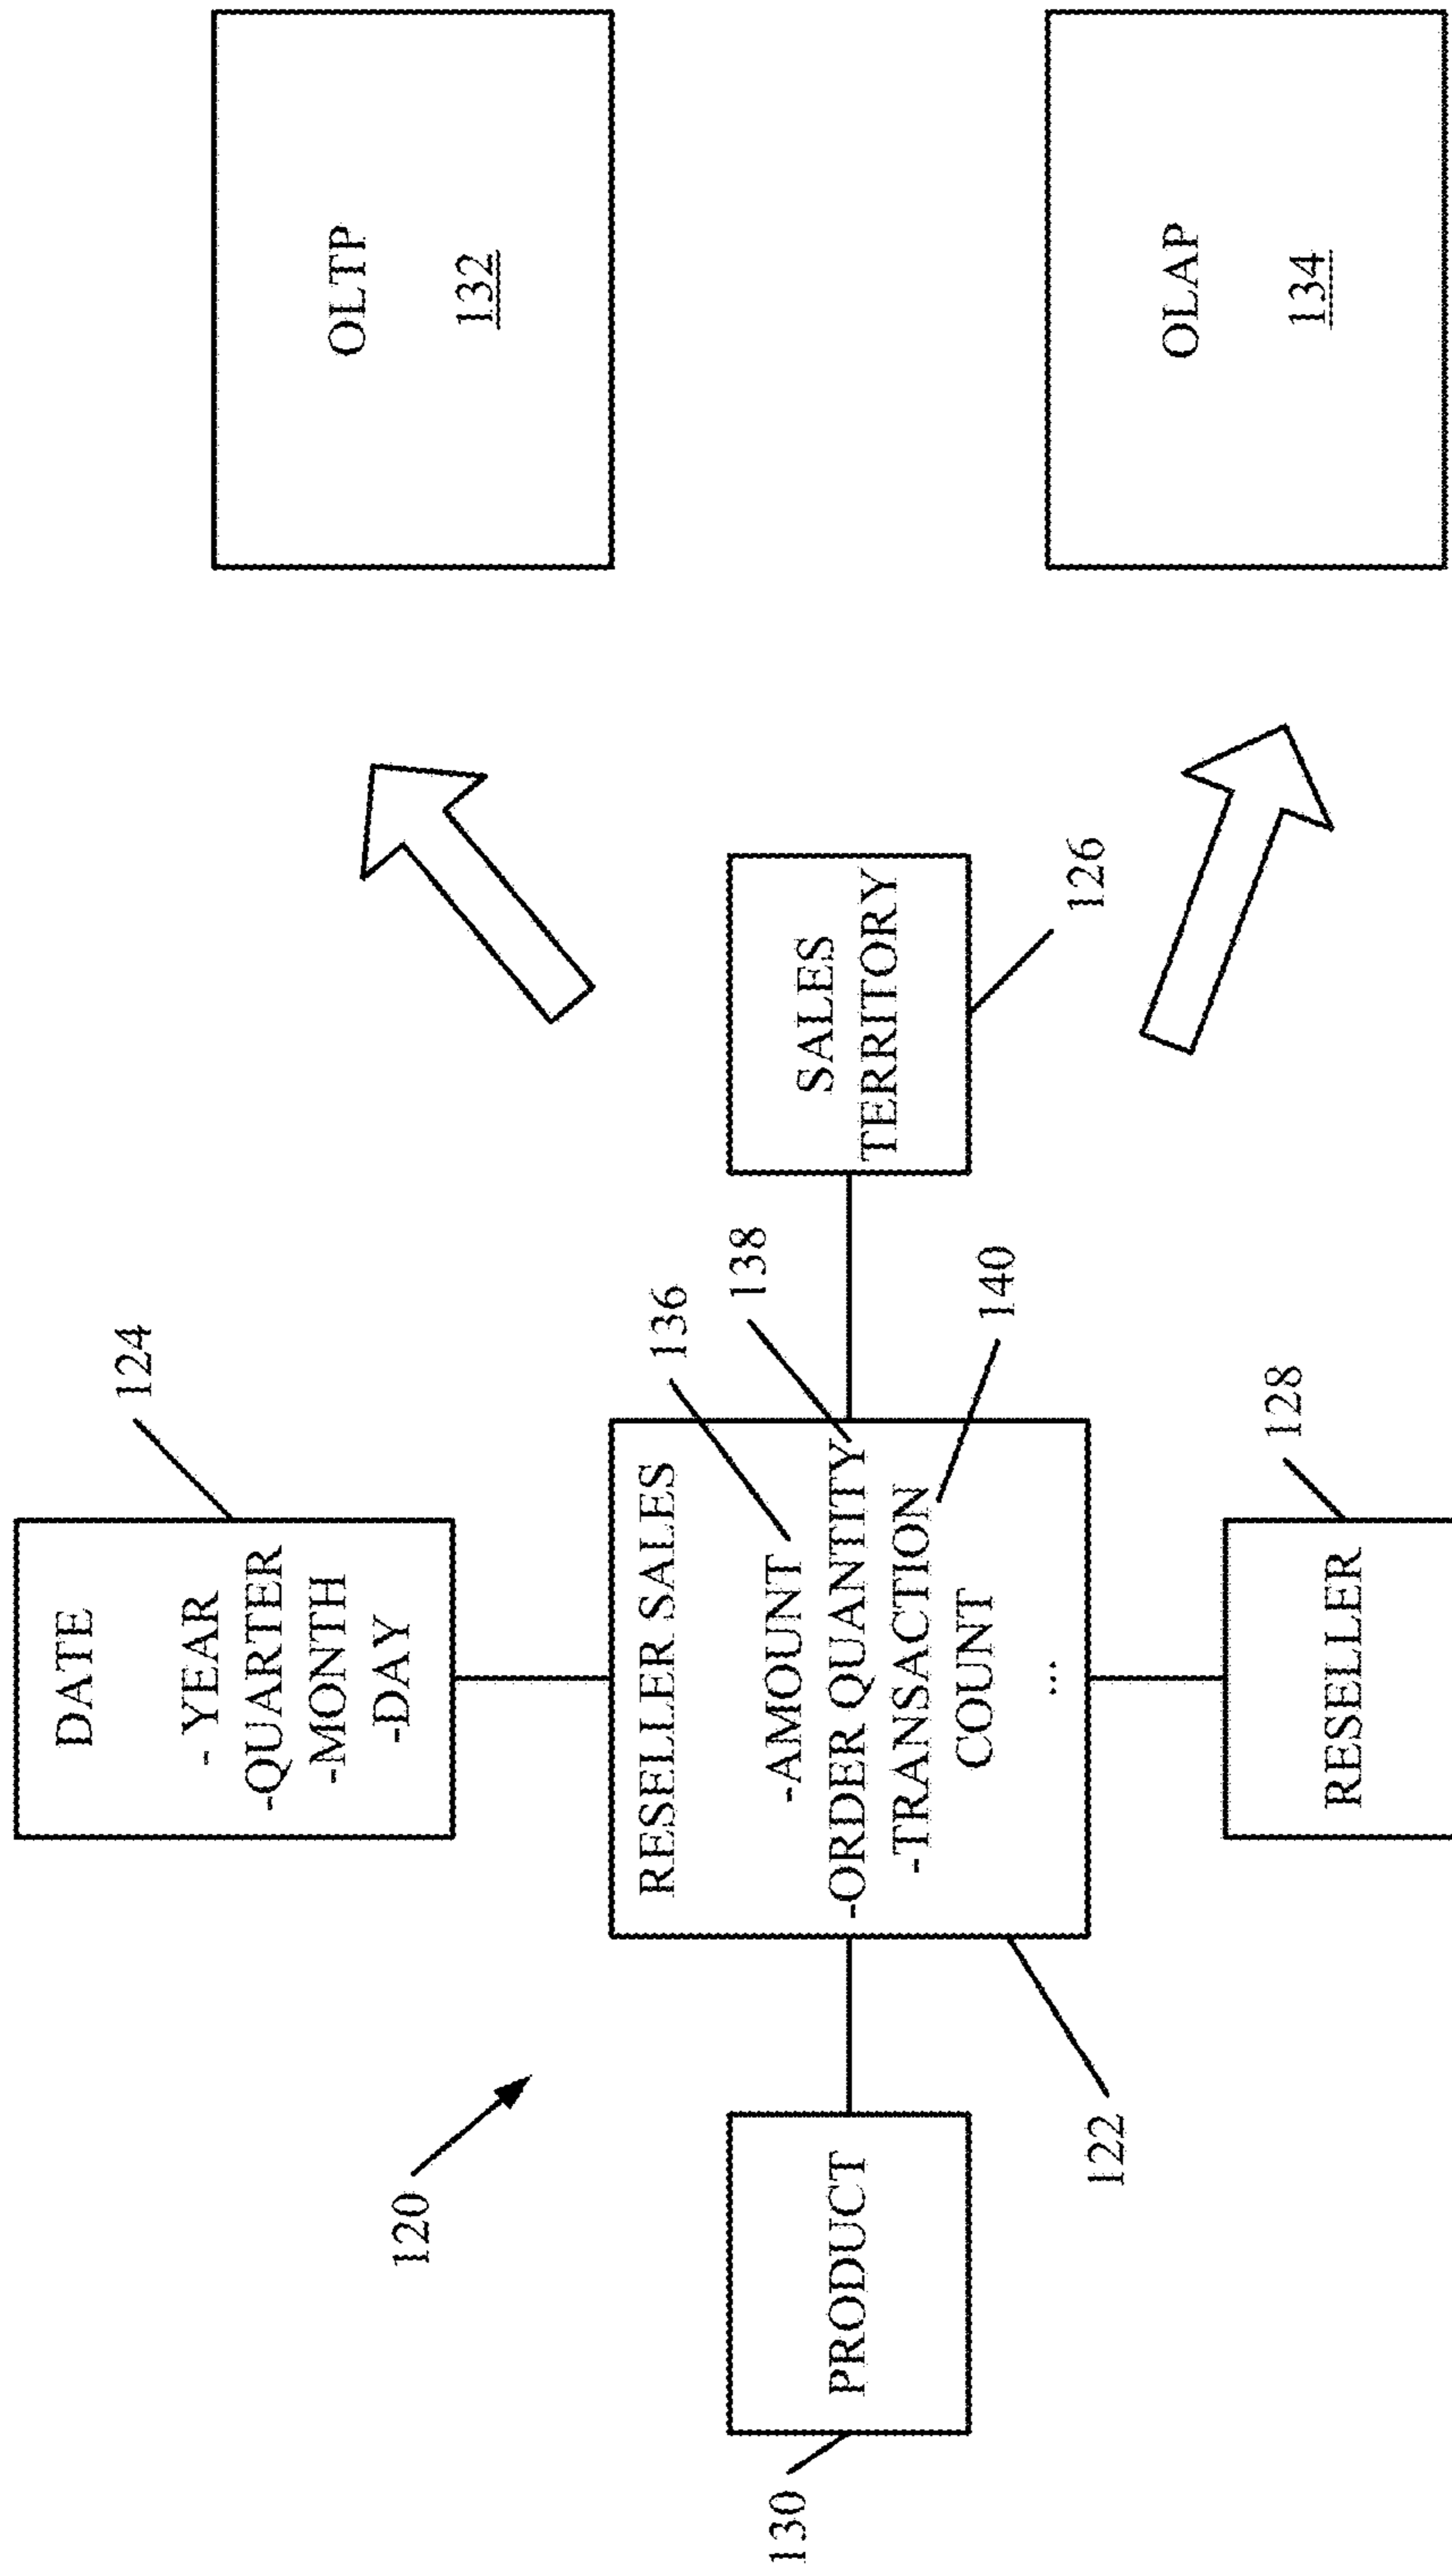 120
DATE
- YEAR
-QUARTER
-MONTH
-DAY
124
RESELLER SALES
-AMOUNT
-ORDER QUANTITY
-TRANSACTION
COUNT
...
136
138
140
122
PRODUCT
130
SALES
TERRITORY
126
RESELLER
128
OLTP
132
OLAP
134